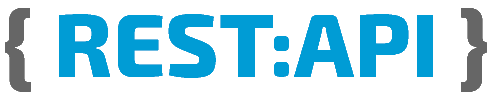 { REST:API }